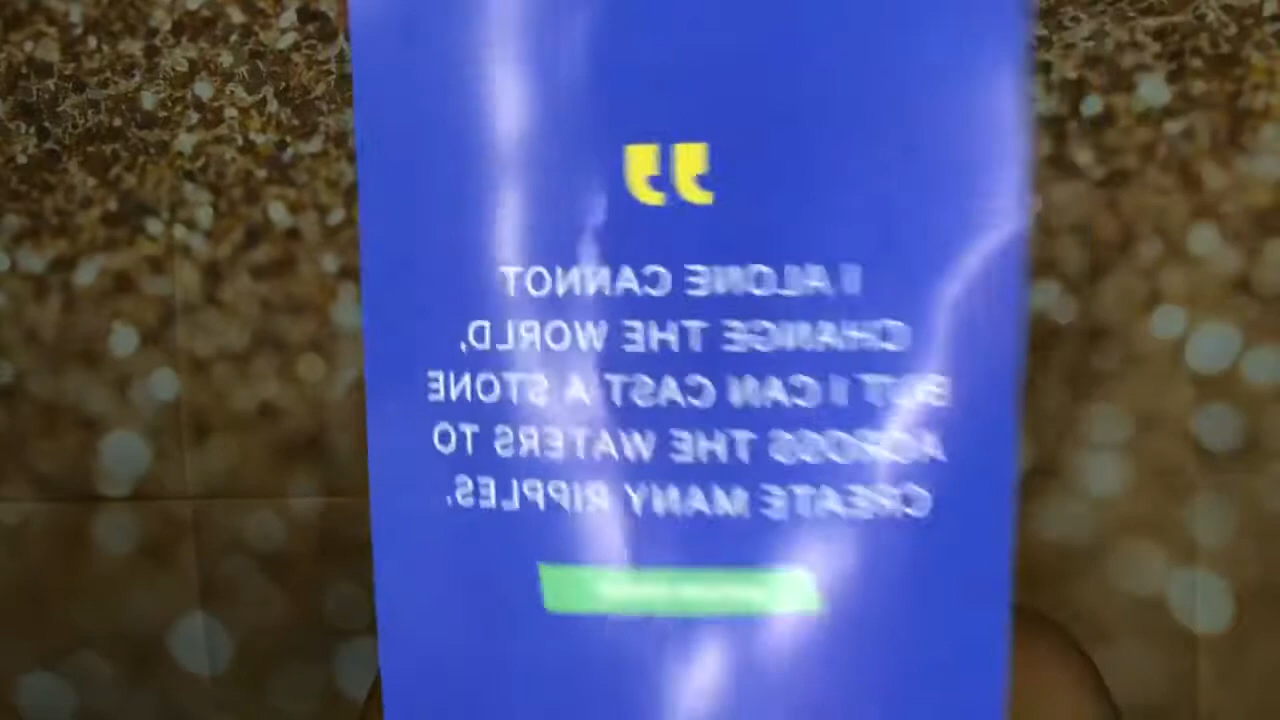 I ALONE CANNOT
CHANGE THE WORLD,
BUT I CAN CAST A STONE
ACROSS THE WATERS TO
CREATE MANY RIPPLES.